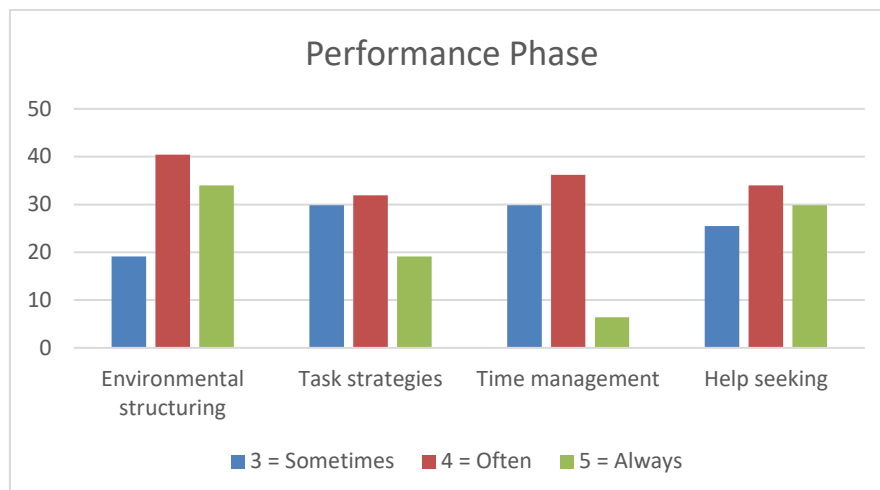 Performance Phase
50
40
30
20
10
0
Environmental structuring
Task strategies
Time management
Help seeking
3 = Sometimes
4 = Often
5 = Always